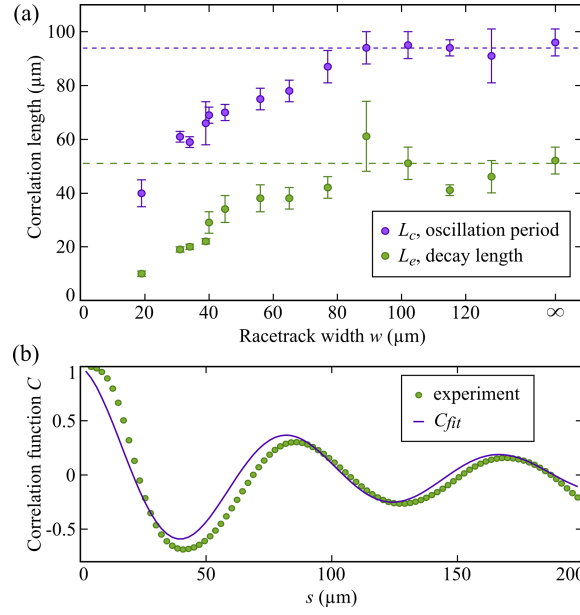 (a)
100
80
60
40
20
0
Correlation length (μm)
Lc, oscillation period
Le, decay length
0 20 40 60 80 100 120 ∞
Racetrack width w (μm)
(b)
1
0.5
0
-0.5
Correlation function C
experiment
Cfit
0 50 100 150 200
s (μm)